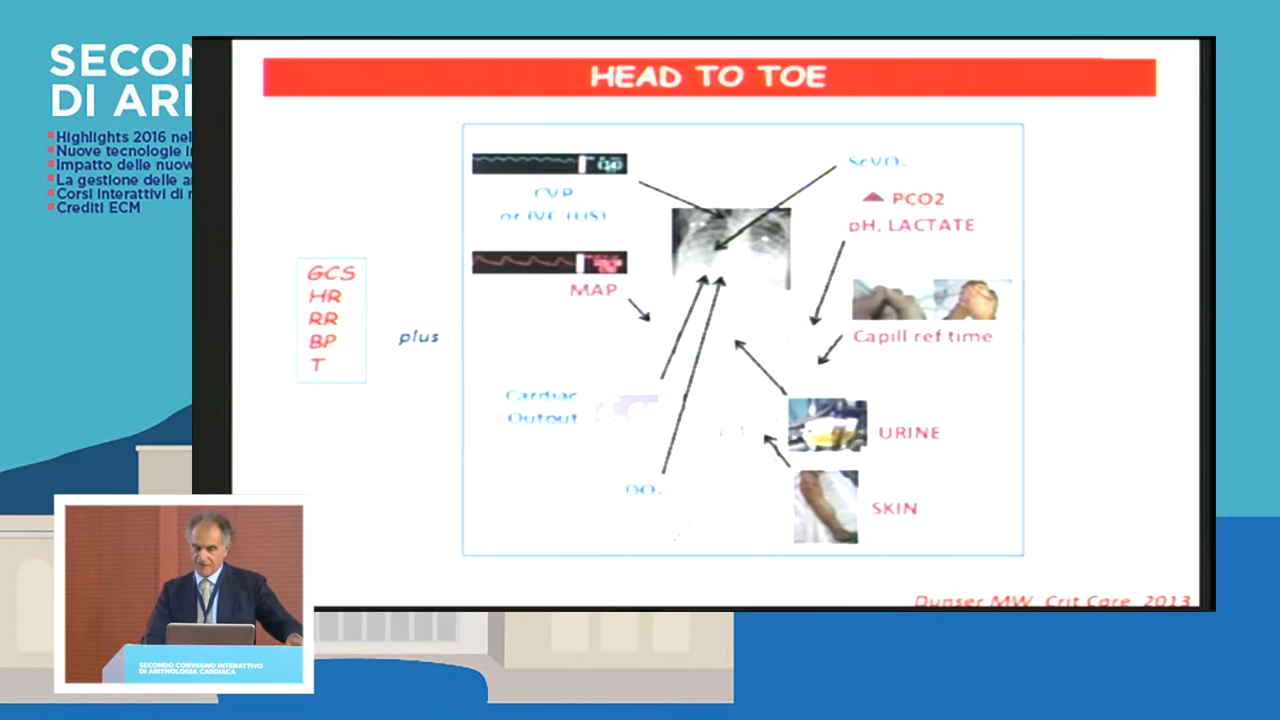 SECON
DI ARI
Highlights 2016 nel
Nuove tecnologie i
Impatto delle nuov
La gestione delle a
Corsi interattivi di r
Crediti ECM
HEAD TO TOE
CVP
or IVC (US)
MAP
ScVO₂
PCO2
pH, LACTATE
Capill ref time
GCS
HR
RR
BP
T
plus
Cardiac
Output
DO₂
URINE
SKIN
Dunser MW, Crit Care, 2013
SECONDO CONVEGNO INTERATTIVO
DI ARITMOLOGIA CARDIACA